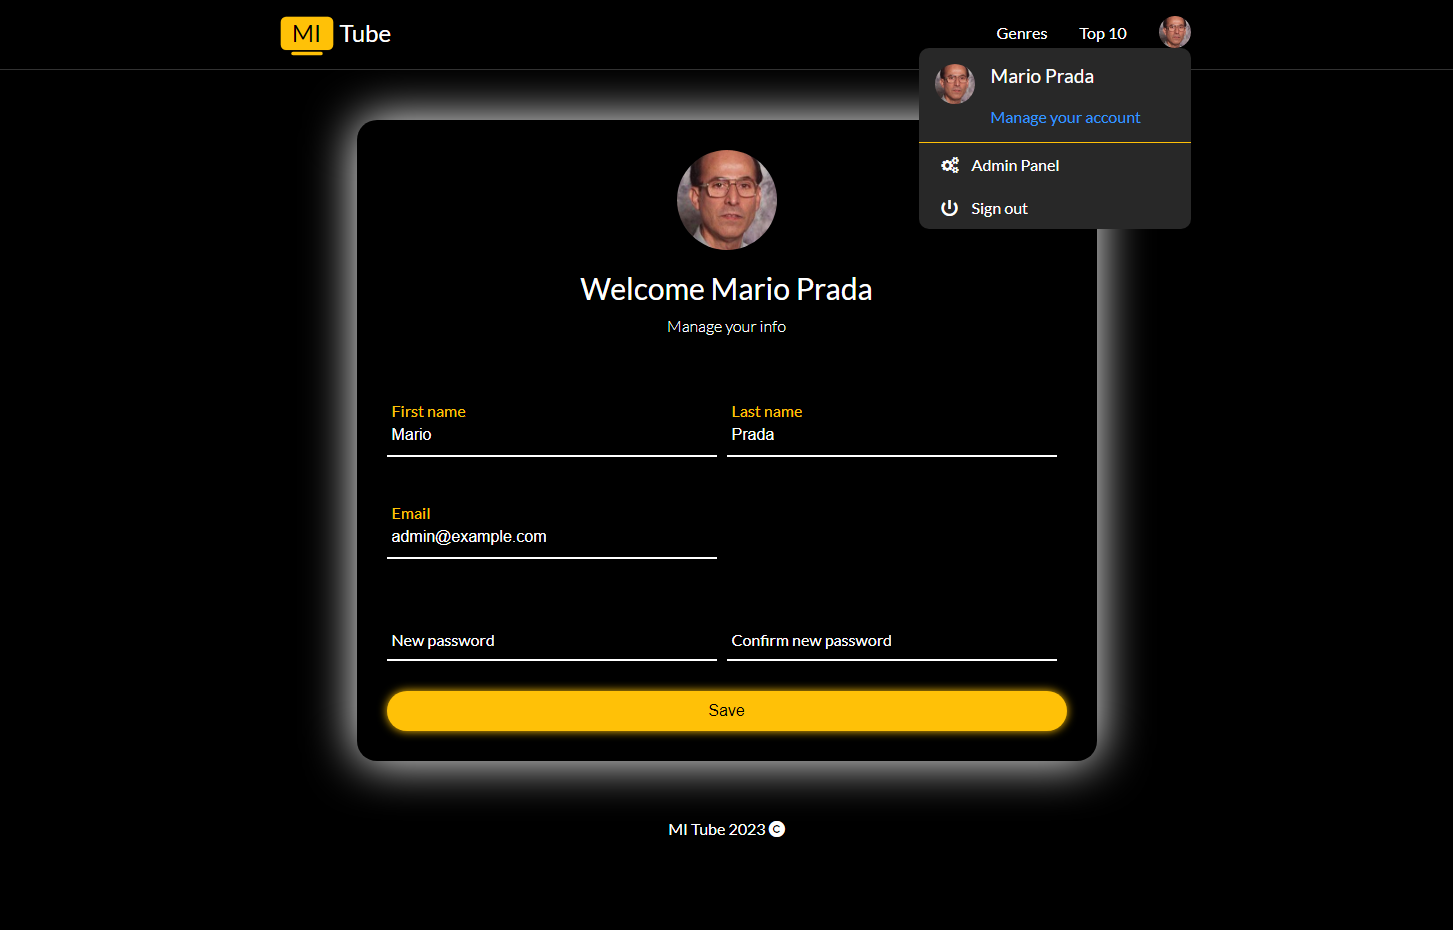 MI Tube
Genres
Top 10
Mario Prada
Manage your account
Admin Panel
Sign out
Welcome Mario Prada
Manage your info
First name
Mario
Last name
Prada
Email
admin@example.com
New password
Confirm new password
Save
MI Tube 2023 ©